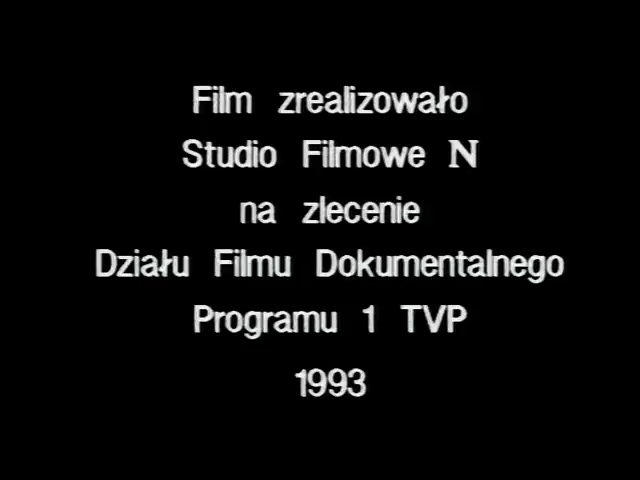 Film zrealizowało
Studio Filmowe N
na zlecenie
Działu Filmu Dokumentalnego
Programu 1 TVP
1993